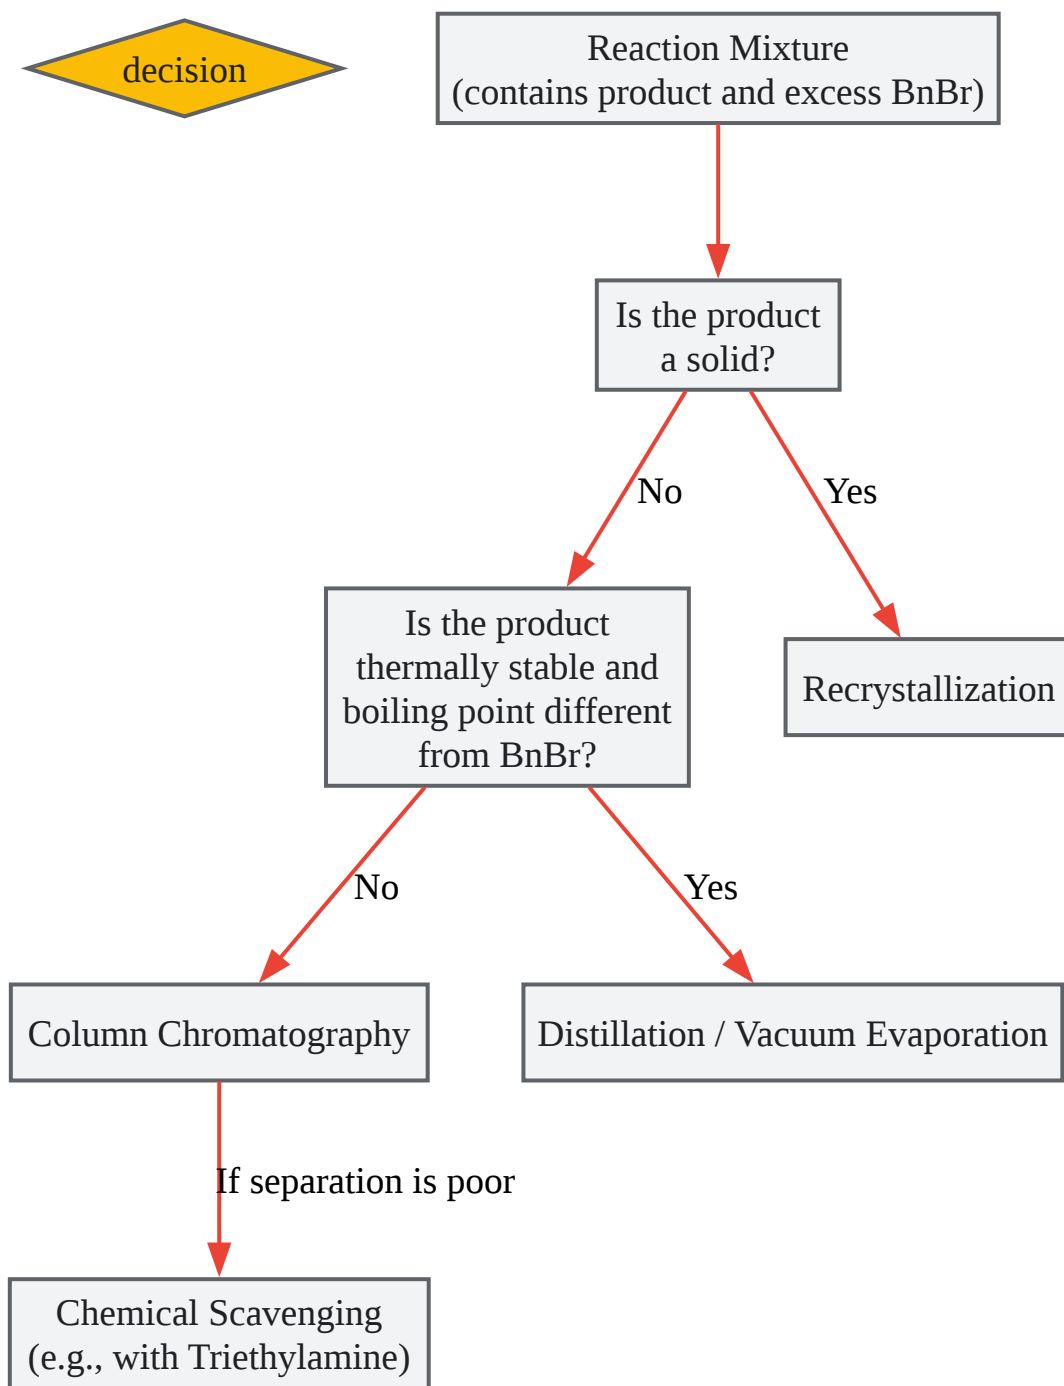 decision
Reaction Mixture
(contains product and excess BnBr)
Is the product
a solid?
No
Yes
Is the product
thermally stable and
boiling point different
from BnBr?
Recrystallization
No
Yes
Column Chromatography
Distillation / Vacuum Evaporation
If separation is poor
Chemical Scavenging
(e.g., with Triethylamine)